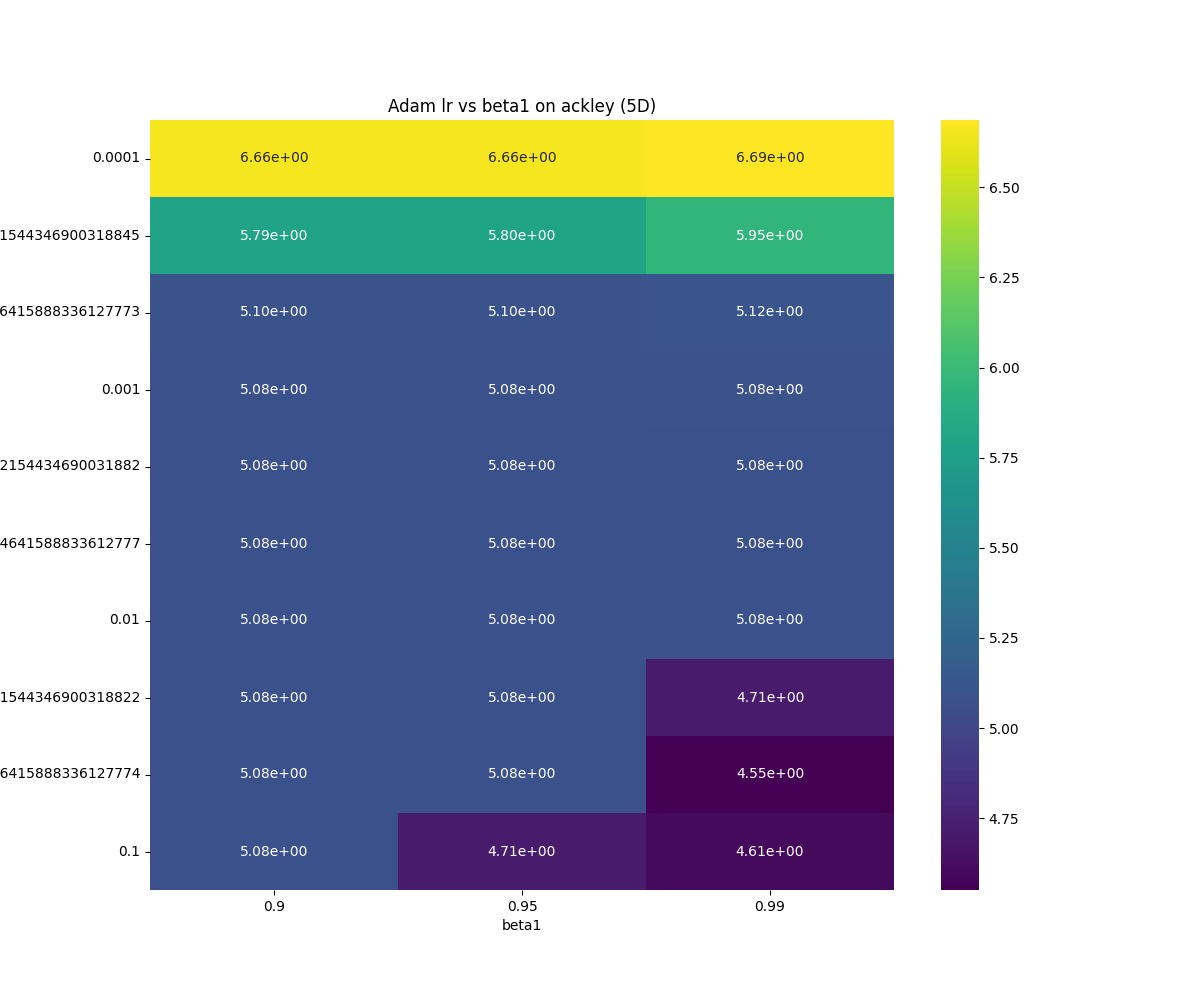 Adam lr vs beta1 on ackley (5D)
0.0001 6.66e+00 6.66e+00 6.69e+00
1544346900318845 5.79e+00 5.80e+00 5.95e+00
6415888336127773 5.10e+00 5.10e+00 5.12e+00
0.001 5.08e+00 5.08e+00 5.08e+00
2154434690031882 5.08e+00 5.08e+00 5.08e+00
4641588833612777 5.08e+00 5.08e+00 5.08e+00
0.01 5.08e+00 5.08e+00 5.08e+00
1544346900318822 5.08e+00 5.08e+00 4.71e+00
6415888336127774 5.08e+00 5.08e+00 4.55e+00
0.1 5.08e+00 4.71e+00 4.61e+00
0.9 0.95 0.99
beta1
6.50
6.25
6.00
5.75
5.50
5.25
5.00
4.75